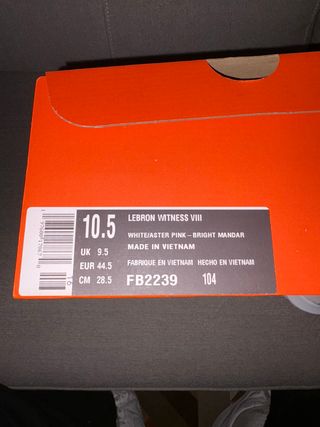 10.5
LEBRON WITNESS VIII
WHITE/ASTER PINK-BRIGHT MANDAR
UK 9.5
MADE IN VIETNAM
EUR 44.5
FABRIQUE EN VIETNAM HECHO EN VIETNAM
CM 28.5
FB2239 104